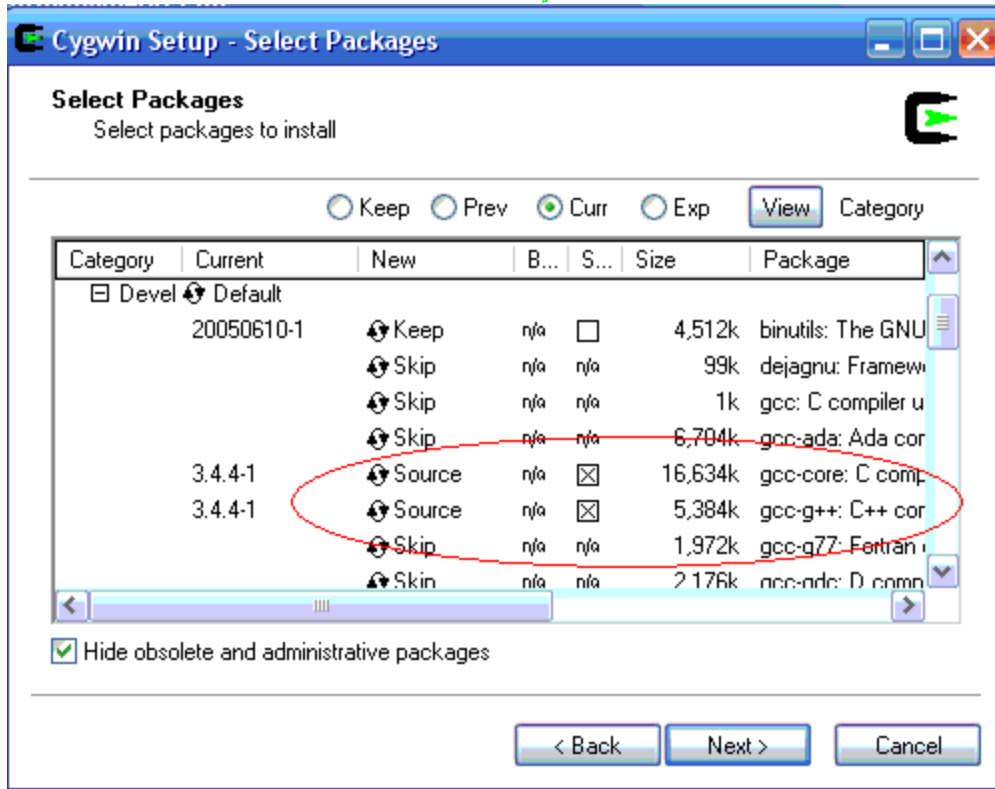 Cygwin Setup - Select Packages
Select Packages
Select packages to install
Keep Prev Curr Exp View Category
Category Current New B... S... Size Package
Devel Default
20050610-1 Keep n/a 4,512k binutils: The GNU
Skip n/a n/a 99k dejagnu: Framew
Skip n/a n/a 1k gcc: C compiler u
Skip n/a n/a 6,704k gcc-ada: Ada cor
3.4.4-1 Source n/a 16,634k gcc-core: C comp
3.4.4-1 Source n/a 5,384k gcc-g++: C++ cor
Skip n/a n/a 1,972k gcc-g77: Fortran
Skip n/a n/a 2,176k gcc-gdc: D comp
Hide obsolete and administrative packages
< Back Next > Cancel